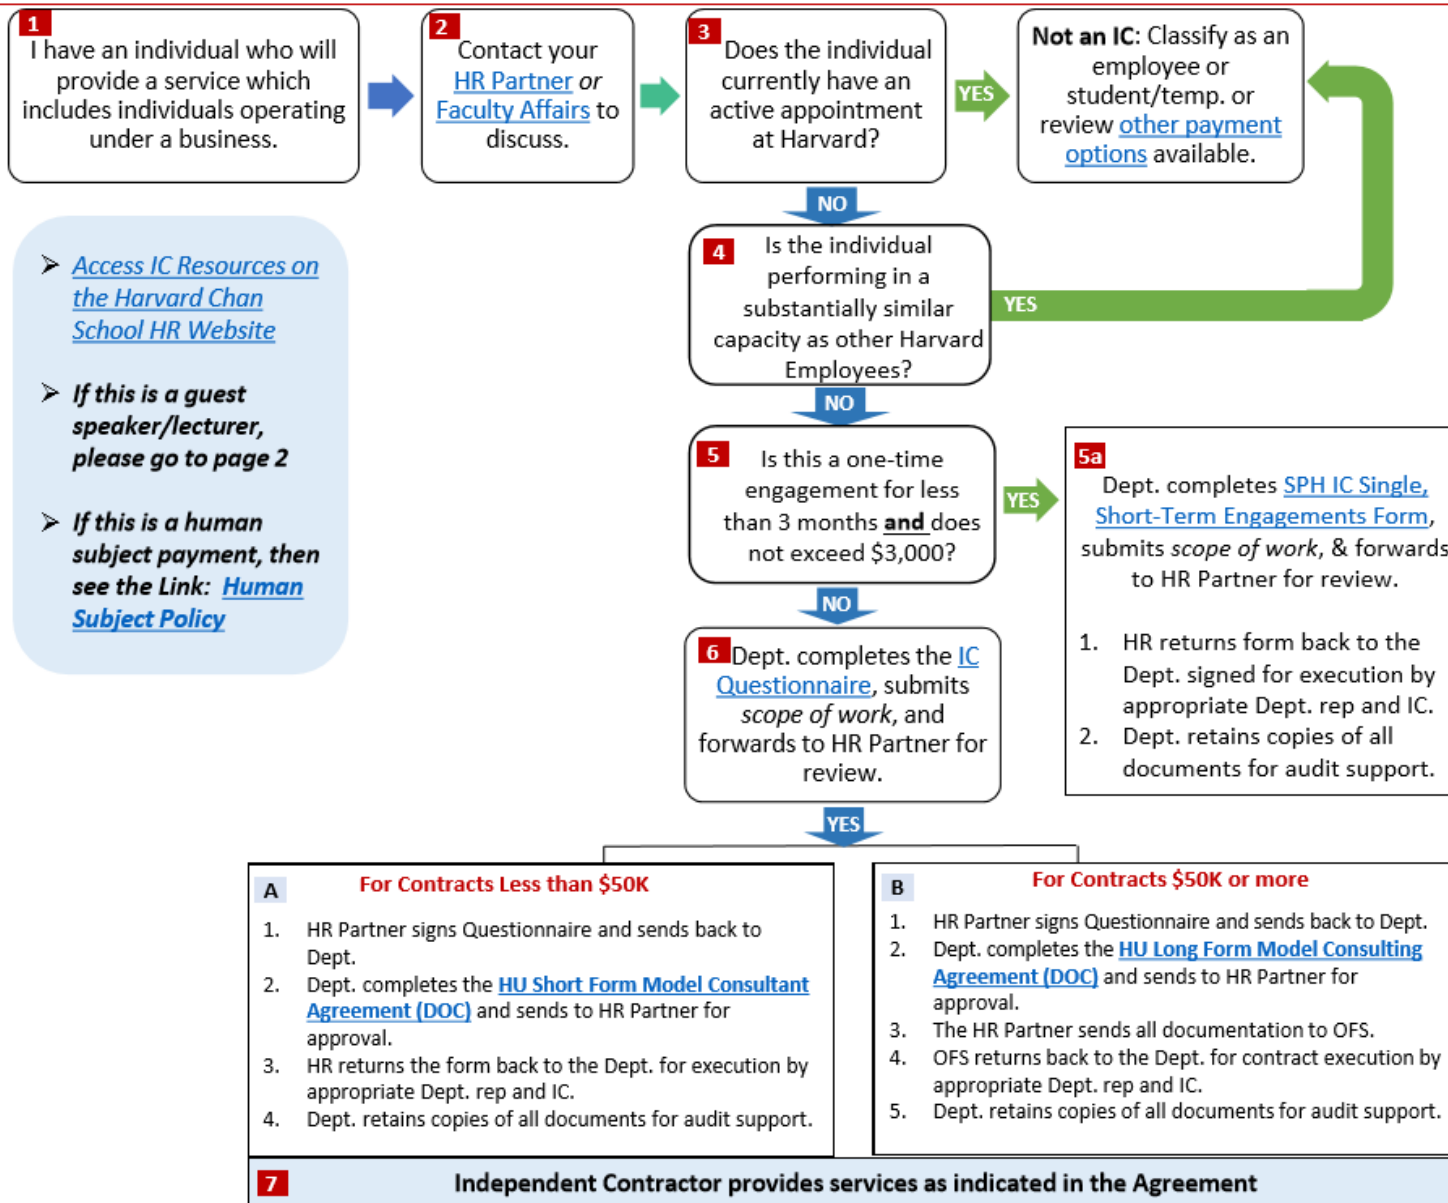 1
I have an individual who will
provide a service which
includes individuals operating
under a business.
2
Contact your
HR Partner or
Faculty Affairs to
discuss.
3
Does the individual
currently have an
active appointment
at Harvard?
YES
Not an IC: Classify as an
employee or
student/temp. or
review other payment
options available.
NO
➢ Access IC Resources on
the Harvard Chan
School HR Website
➢ If this is a guest
speaker/lecturer,
please go to page 2
➢ If this is a human
subject payment, then
see the Link: Human
Subject Policy
4
Is the individual
performing in a
substantially similar
capacity as other Harvard
Employees?
YES
NO
5
Is this a one-time
engagement for less
than 3 months and does
not exceed $3,000?
YES
5a
Dept. completes SPH IC Single,
Short-Term Engagements Form,
submits scope of work, & forwards
to HR Partner for review.
1. HR returns form back to the
Dept. signed for execution by
appropriate Dept. rep and IC.
2. Dept. retains copies of all
documents for audit support.
NO
6 Dept. completes the IC
Questionnaire, submits
scope of work, and
forwards to HR Partner for
review.
YES
A
For Contracts Less than $50K
1. HR Partner signs Questionnaire and sends back to
Dept.
2. Dept. completes the HU Short Form Model Consultant
Agreement (DOC) and sends to HR Partner for
approval.
3. HR returns the form back to the Dept. for execution by
appropriate Dept. rep and IC.
4. Dept. retains copies of all documents for audit support.
B
For Contracts $50K or more
1. HR Partner signs Questionnaire and sends back to Dept.
2. Dept. completes the HU Long Form Model Consulting
Agreement (DOC) and sends to HR Partner for
approval.
3. The HR Partner sends all documentation to OFS.
4. OFS returns back to the Dept. for contract execution by
appropriate Dept. rep and IC.
5. Dept. retains copies of all documents for audit support.
7
Independent Contractor provides services as indicated in the Agreement